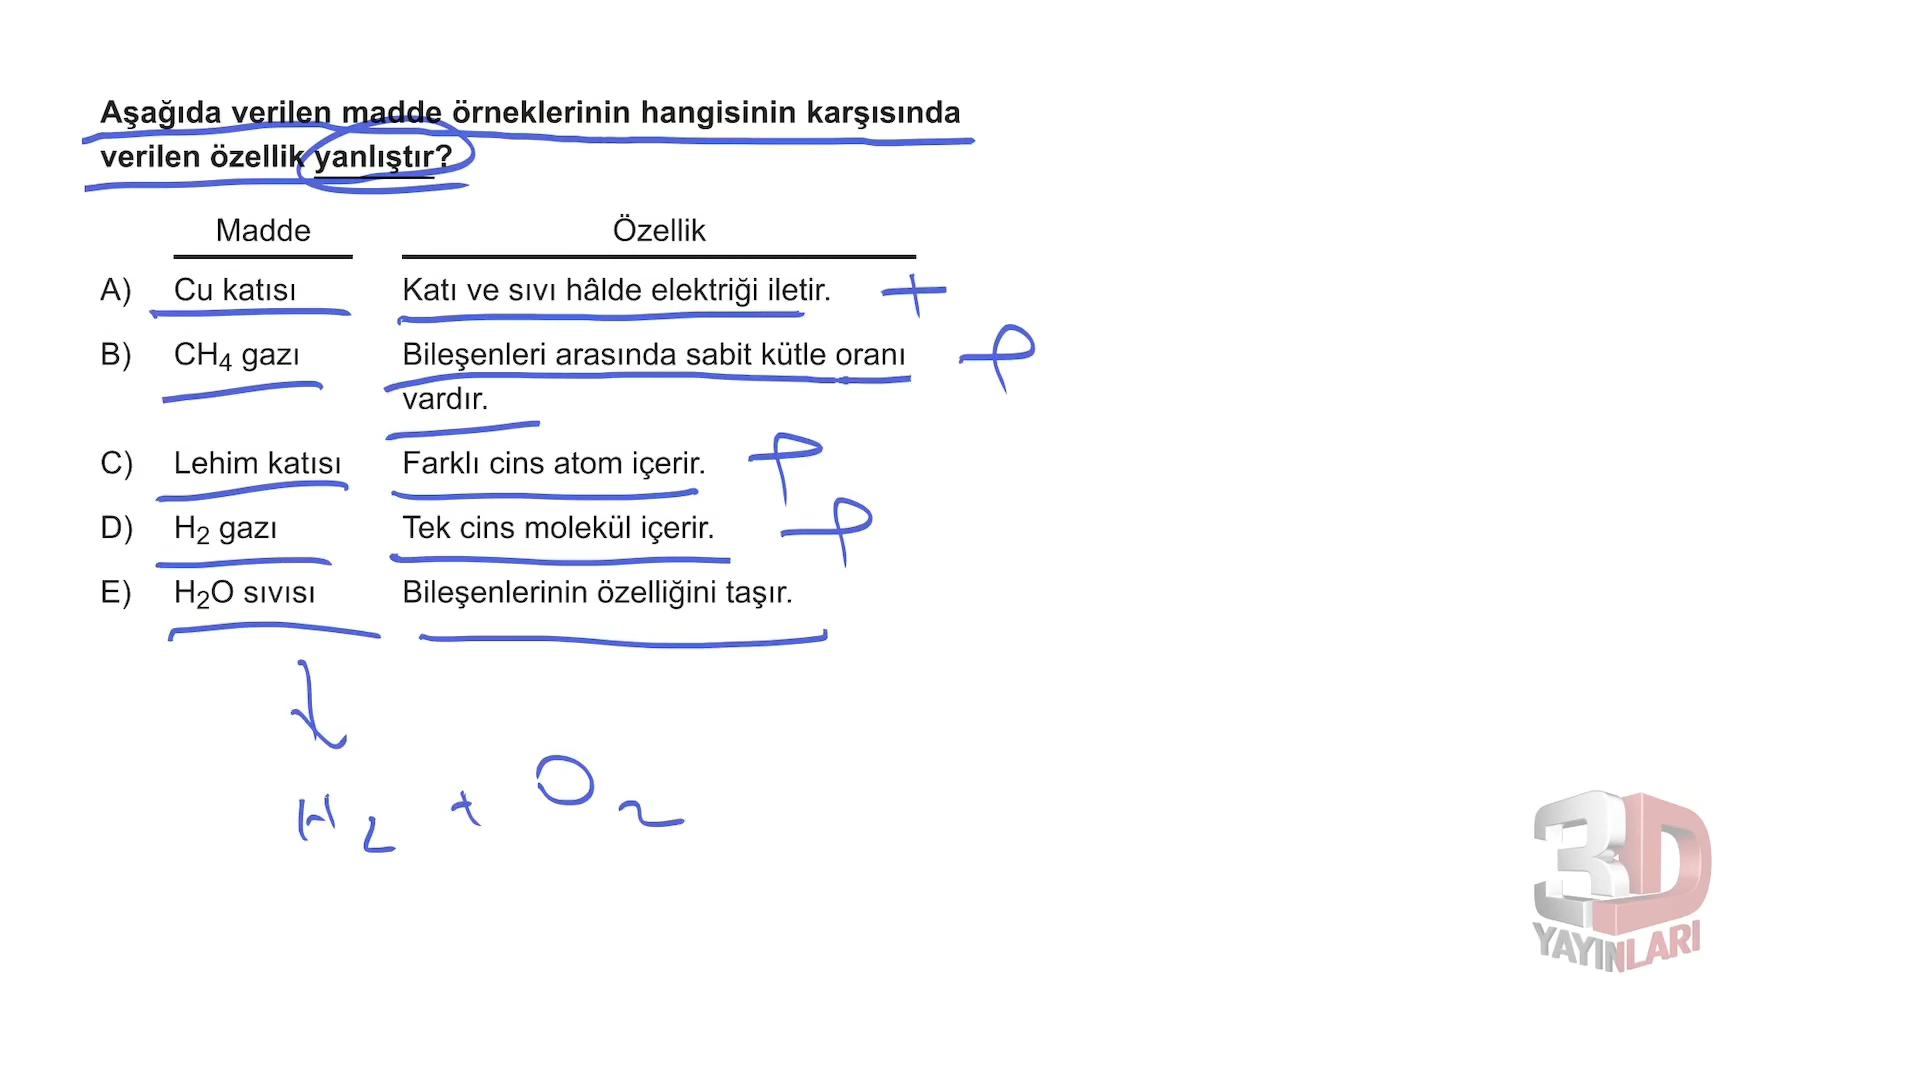 Aşağıda verilen madde örneklerinin hangisinin karşısında
verilen özellik yanlıştır?
Madde Özellik
A) Cu katısı Katı ve sıvı hâlde elektriği iletir. +
B) CH₄ gazı Bileşenleri arasında sabit kütle oranı
vardır.
C) Lehim katısı Farklı cins atom içerir.
D) H₂ gazı Tek cins molekül içerir.
E) H₂O sıvısı Bileşenlerinin özelliğini taşır.
H₂ + O₂
3D
YAYINLARI